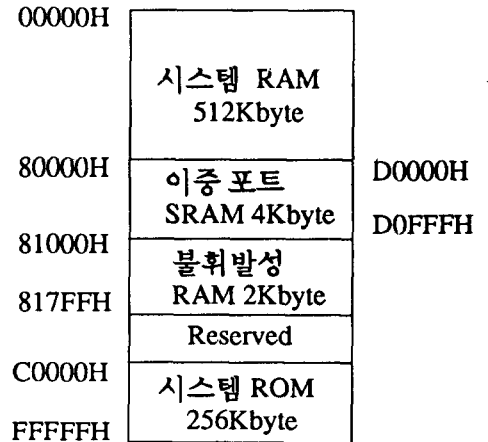 00000H
시스템 RAM
512Kbyte
80000H
이중 포트
SRAM 4Kbyte
D0000H
D0FFFH
81000H
불휘발성
RAM 2Kbyte
817FFH
Reserved
C0000H
시스템 ROM
256Kbyte
FFFFFH